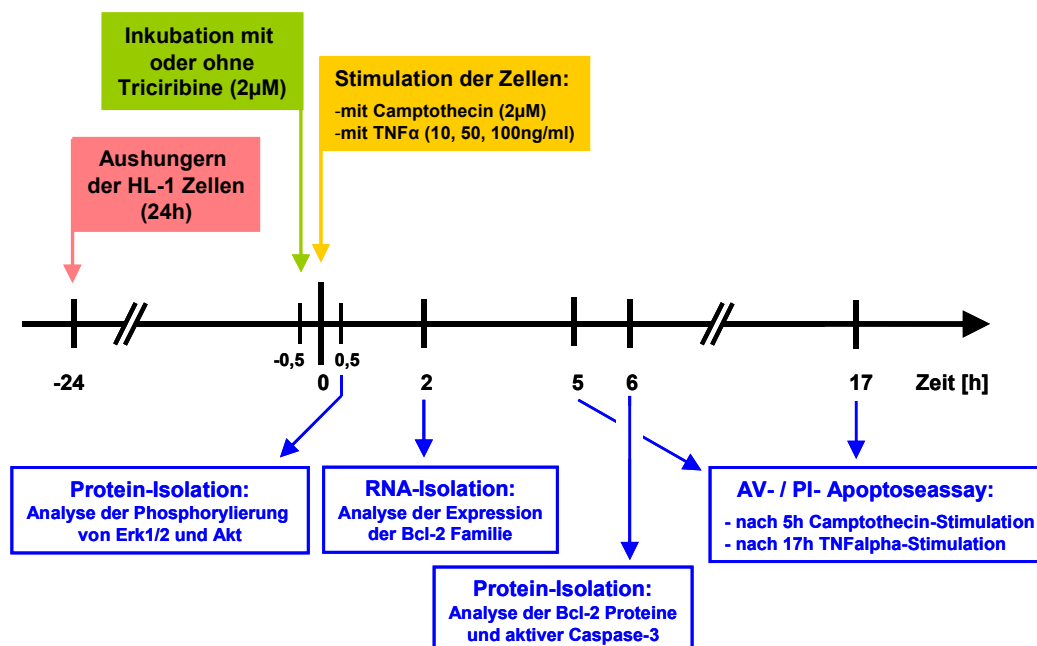 Inkubation mit
oder ohne
Triciribine (2µM)
Stimulation der Zellen:
-mit Camptothecin (2µM)
-mit TNFα (10, 50, 100ng/ml)
Aushungern
der HL-1 Zellen
(24h)
-24
-0,5
0
0,5
2
5
6
17
Zeit [h]
Protein-Isolation:
Analyse der Phosphorylierung
von Erk1/2 und Akt
RNA-Isolation:
Analyse der Expression
der Bcl-2 Familie
AV- / PI- Apoptoseassay:
- nach 5h Camptothecin-Stimulation
- nach 17h TNFalpha-Stimulation
Protein-Isolation:
Analyse der Bcl-2 Proteine
und aktiver Caspase-3